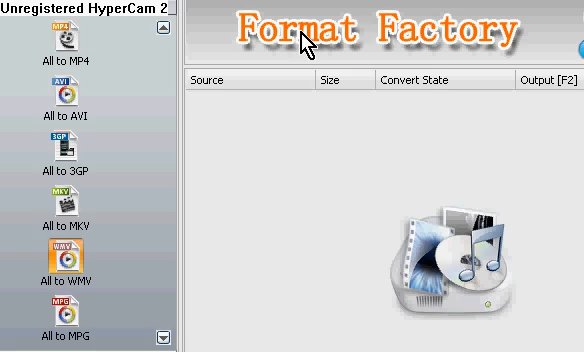 Unregistered HyperCam 2
Format Factory
MP4
All to MP4
AVI
All to AVI
3GP
All to 3GP
MKV
All to MKV
WMV
All to WMV
MPG
All to MPG
Source Size Convert State Output [F2]